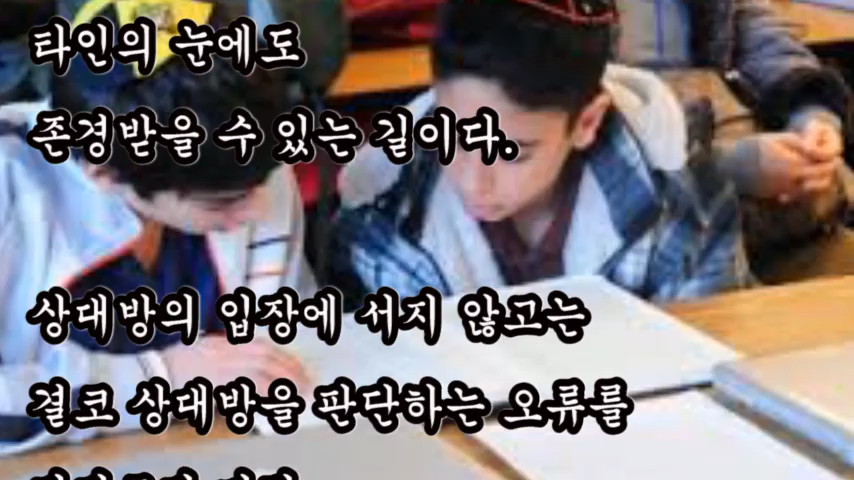 타인의 눈에도
존경받을 수 있는 길이다.
상대방의 입장에 서지 않고는
결코 상대방을 판단하는 오류를